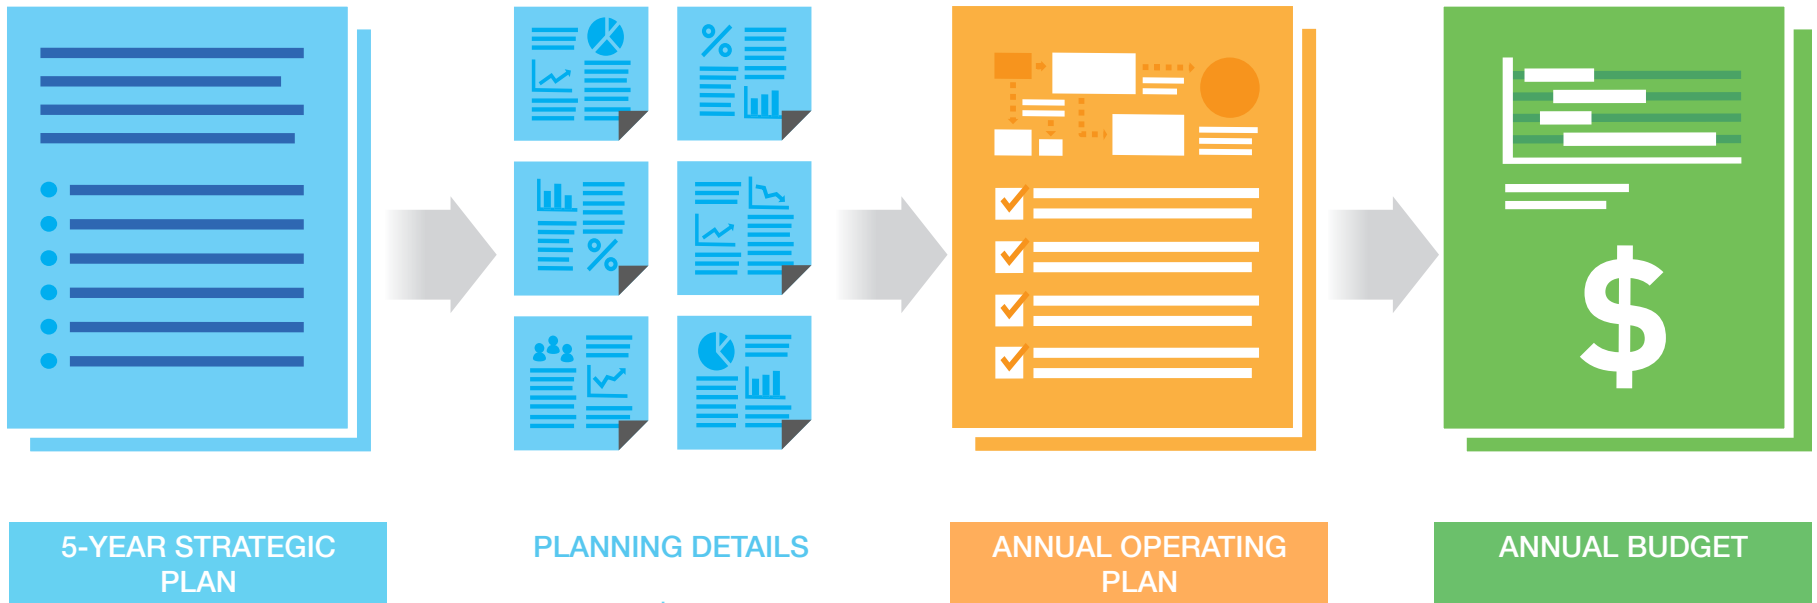 5-YEAR STRATEGIC
PLAN
PLANNING DETAILS
ANNUAL OPERATING
PLAN
ANNUAL BUDGET
%
%
$